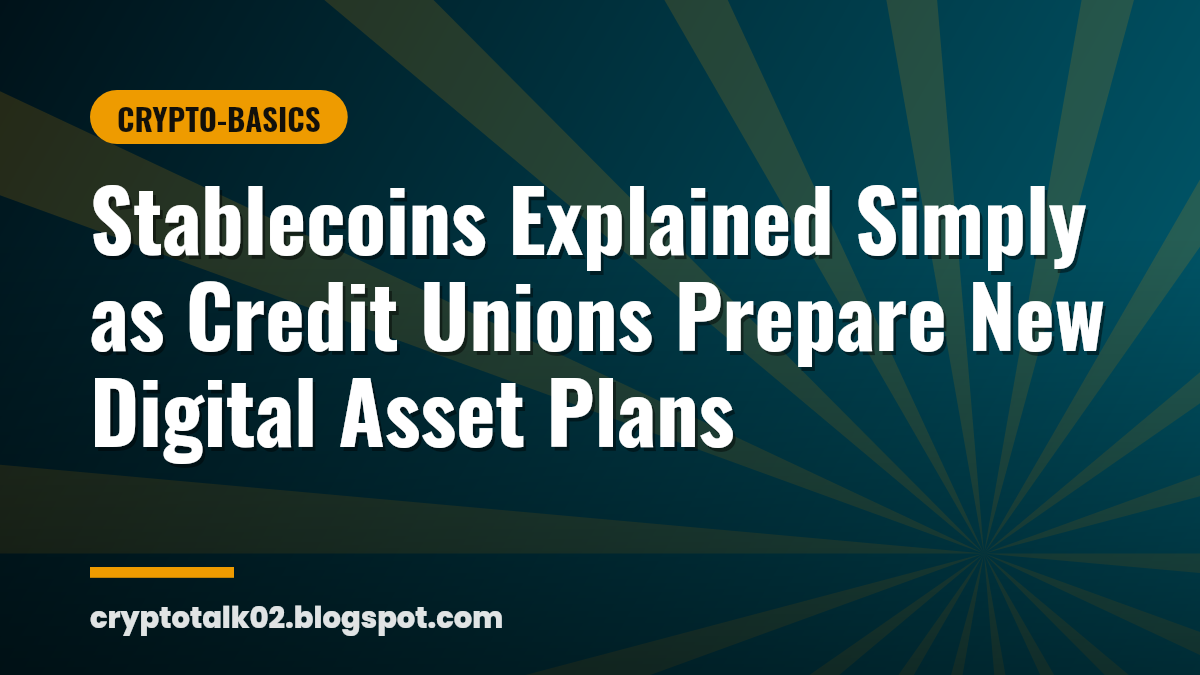 CRYPTO-BASICS
Stablecoins Explained Simply
as Credit Unions Prepare New
Digital Asset Plans
cryptotalk02.blogspot.com